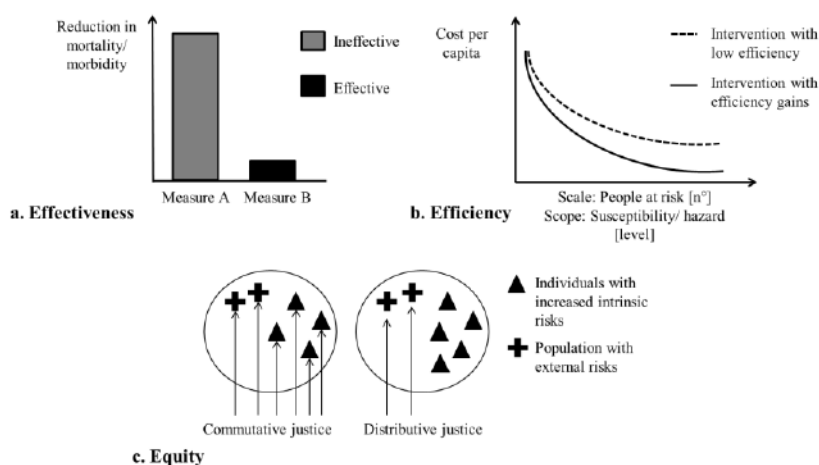 Reduction in
mortality/
morbidity
Ineffective
Effective
Measure A Measure B
a. Effectiveness
Cost per
capita
Intervention with
low efficiency
Intervention with
efficiency gains
Scale: People at risk [n°]
Scope: Susceptibility/ hazard
[level]
b. Efficiency
Individuals with
increased intrinsic
risks
Population with
external risks
Commutative justice
Distributive justice
c. Equity